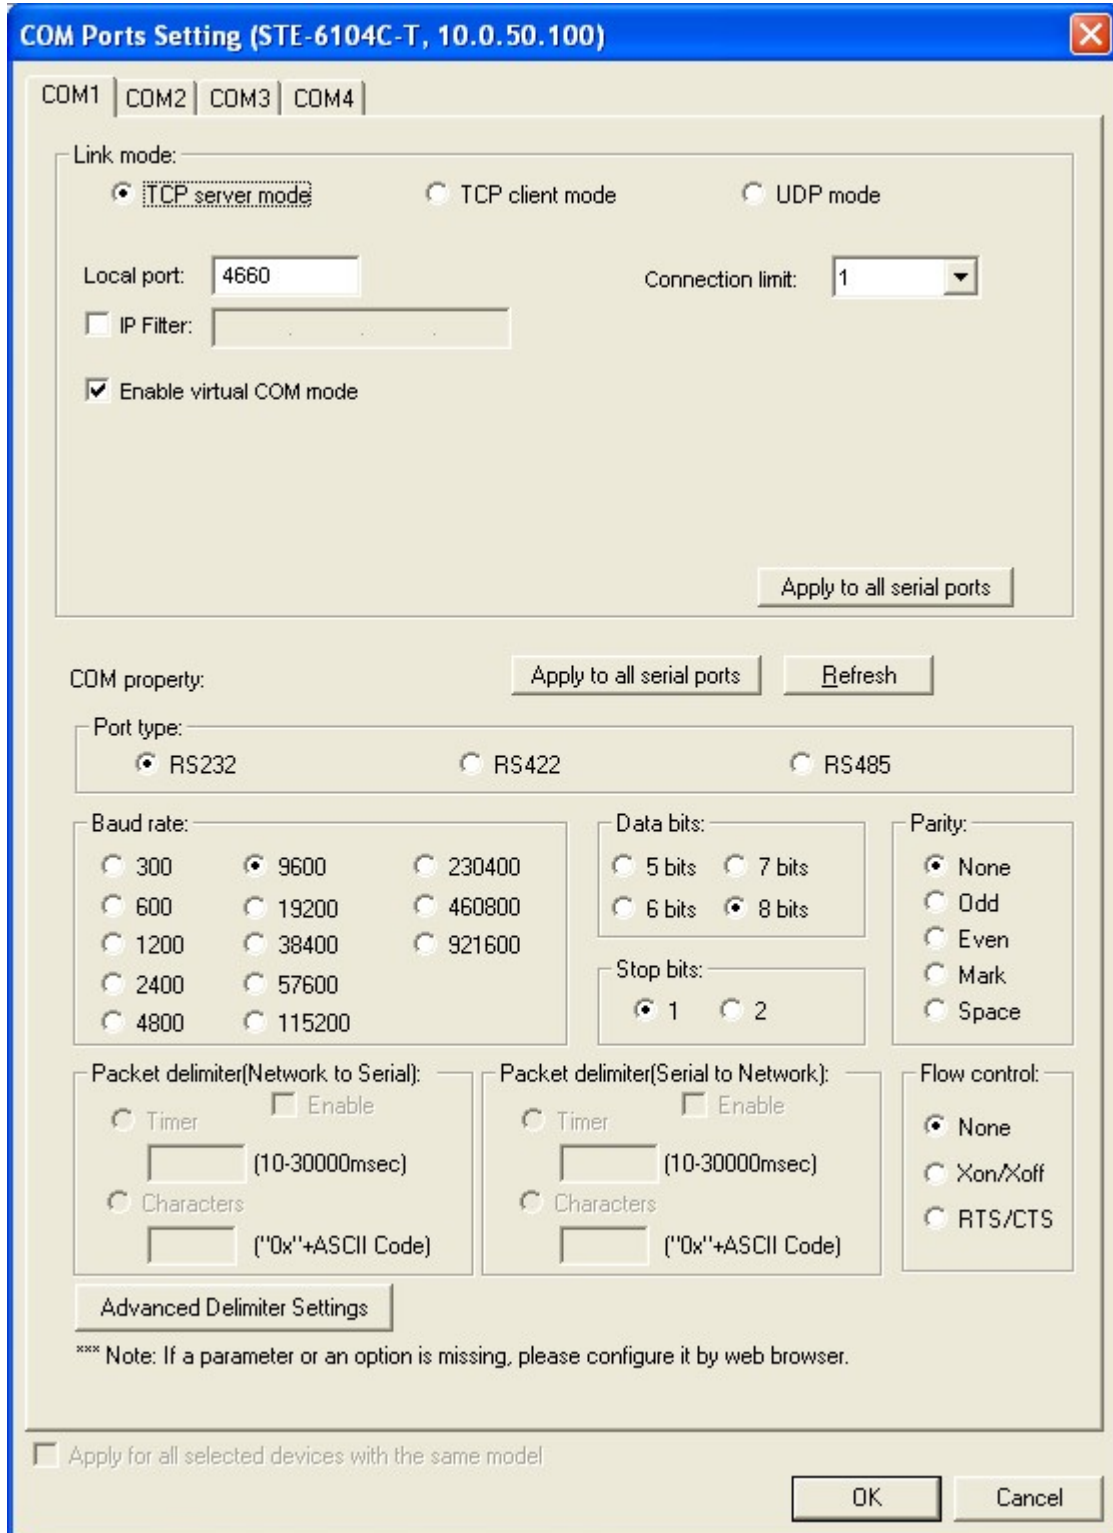 COM Ports Setting (STE-6104C-T, 10.0.50.100)
COM1 COM2 COM3 COM4
Link mode:
TCP server mode TCP client mode UDP mode
Local port: 4660 Connection limit: 1
IP Filter: . . .
Enable virtual COM mode
Apply to all serial ports
COM property: Apply to all serial ports Refresh
Port type:
RS232 RS422 RS485
Baud rate: Data bits: Parity:
300 9600 230400 5 bits 7 bits None
600 19200 460800 6 bits 8 bits Odd
1200 38400 921600 Even
2400 57600 Stop bits: Mark
4800 115200 1 2 Space
Packet delimiter(Network to Serial): Packet delimiter(Serial to Network): Flow control:
Timer Enable Timer Enable None
(10-30000msec) (10-30000msec) Xon/Xoff
Characters Characters RTS/CTS
("0x"+ASCII Code) ("0x"+ASCII Code)
Advanced Delimiter Settings
*** Note: If a parameter or an option is missing, please configure it by web browser.
Apply for all selected devices with the same model
OK Cancel